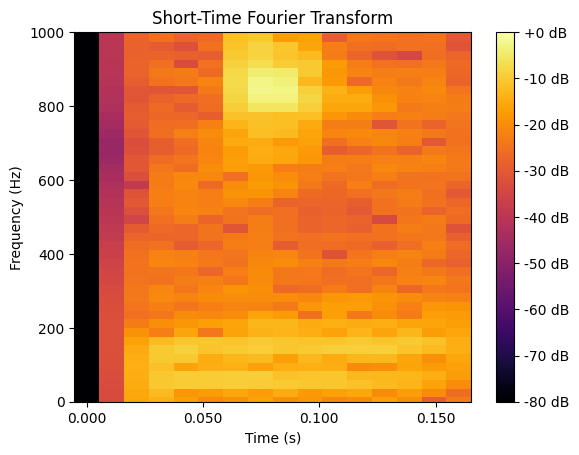 Short-Time Fourier Transform
Frequency (Hz)
1000
800
600
400
200
0
0.000
0.050
0.100
0.150
Time (s)
+0 dB
-10 dB
-20 dB
-30 dB
-40 dB
-50 dB
-60 dB
-70 dB
-80 dB